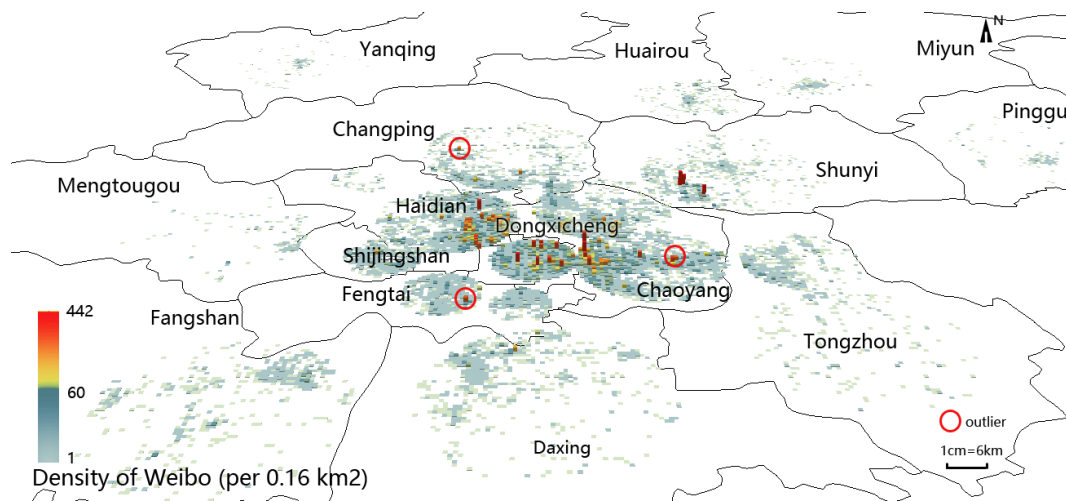 Yanqing
Huairou
Miyun
N
Changping
Pinggu
Mengtougou
Shunyi
Haidian
Dongxicheng
Shijingshan
Fengtai
Chaoyang
Fangshan
Tongzhou
442
60
1
outlier
Daxing
1cm=6km
Density of Weibo (per 0.16 km2)